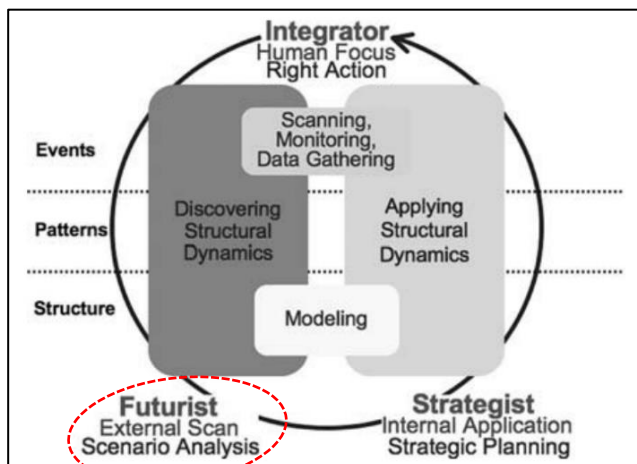 Integrator
Human Focus
Right Action
Scanning,
Monitoring,
Data Gathering
Events
Discovering
Structural
Dynamics
Applying
Structural
Dynamics
Patterns
Structure
Modeling
Futurist
External Scan
Scenario Analysis
Strategist
Internal Application
Strategic Planning